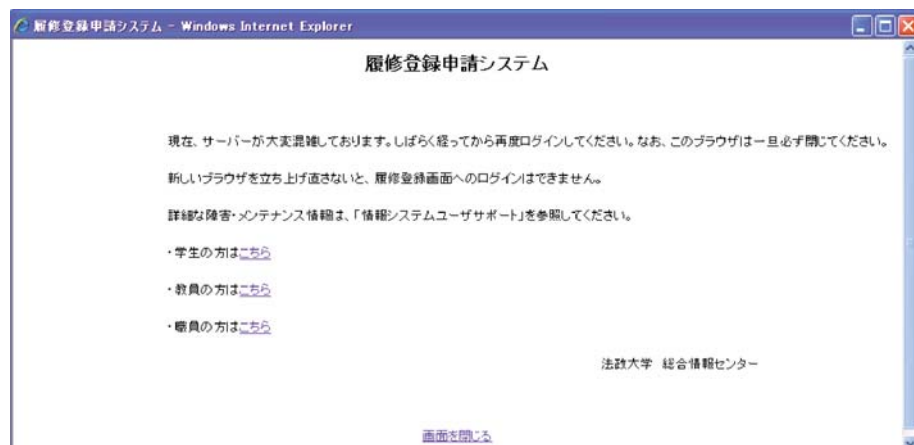 履修登録申請システム - Windows Internet Explorer
履修登録申請システム
現在、サーバーが大変混雑しております。しばらく経ってから再度ログインしてください。なお、このブラウザは一旦必ず閉じてください。
新しいブラウザを立ち上げ直さないと、履修登録画面へのログインはできません。
詳細な障害・メンテナンス情報は、「情報システムユーザサポート」を参照してください。
・学生の方はこちら
・教員の方はこちら
・職員の方はこちら
法政大学 総合情報センター
画面を閉じる